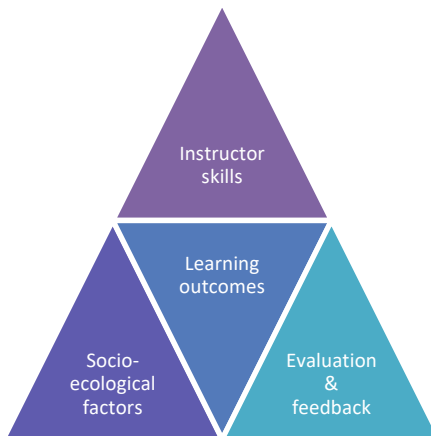 Instructor
skills
Learning
outcomes
Socio-
ecological
factors
Evaluation
&
feedback